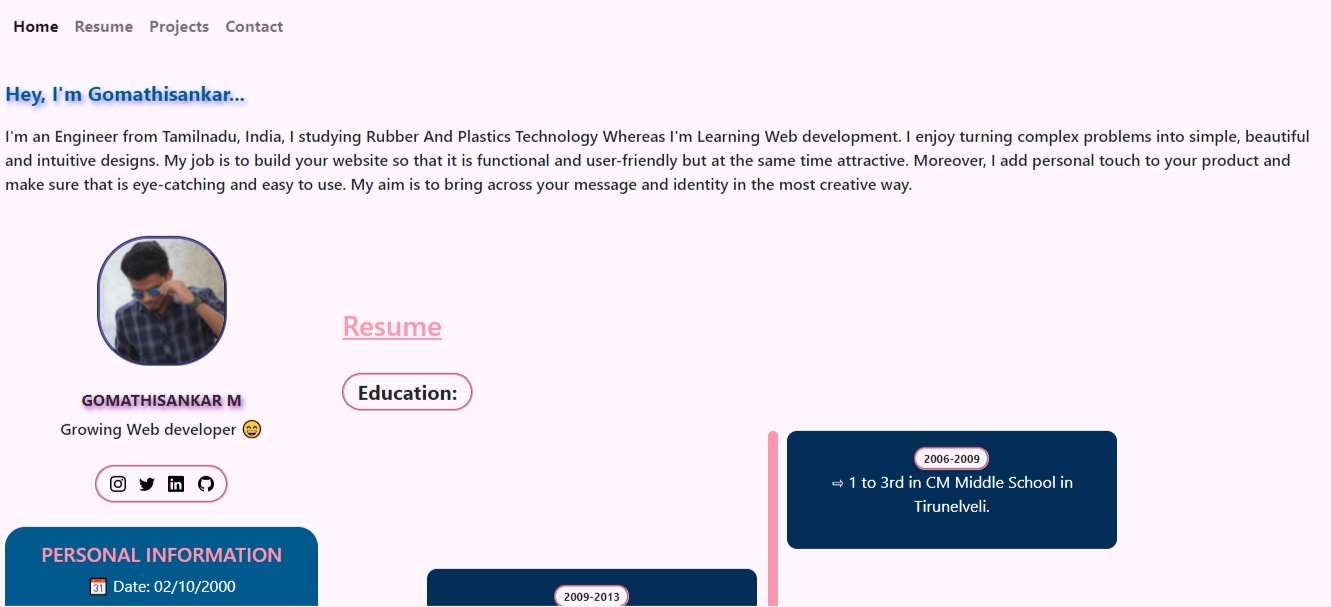 Home Resume Projects Contact
Hey, I'm Gomathisankar...
I'm an Engineer from Tamilnadu, India, I studying Rubber And Plastics Technology Whereas I'm Learning Web development. I enjoy turning complex problems into simple, beautiful
and intuitive designs. My job is to build your website so that it is functional and user-friendly but at the same time attractive. Moreover, I add personal touch to your product and
make sure that is eye-catching and easy to use. My aim is to bring across your message and identity in the most creative way.
GOMATHISANKAR M
Growing Web developer 😄
PERSONAL INFORMATION
📅 Date: 02/10/2000
Resume
Education:
2006-2009
⇨ 1 to 3rd in CM Middle School in
Tirunelveli.
2009-2013